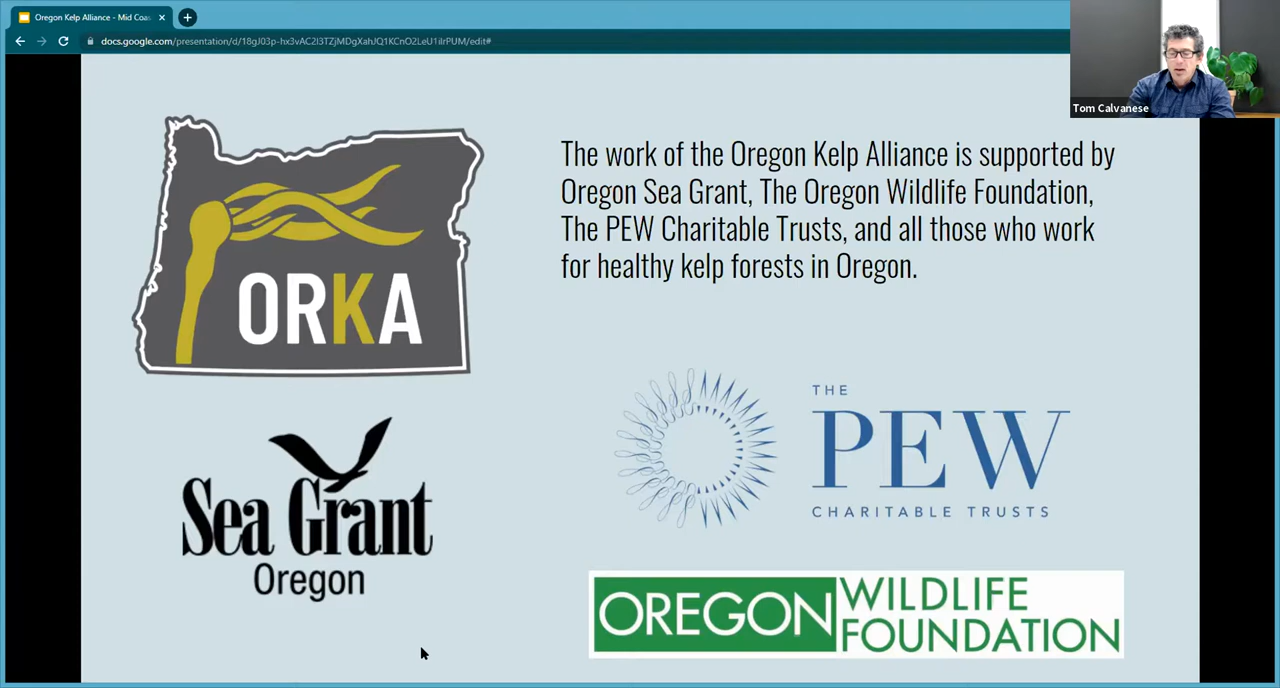 Oregon Kelp Alliance - Mid Coas
docs.google.com/presentation/d/18gJ03p-hx3vAC2I3TZjMDgXahJQ1KCnO2LeU1iIrPUM/edit#
Tom Calvanese
The work of the Oregon Kelp Alliance is supported by
Oregon Sea Grant, The Oregon Wildlife Foundation,
The PEW Charitable Trusts, and all those who work
for healthy kelp forests in Oregon.
ORKA
THE
PEW
CHARITABLE TRUSTS
Sea Grant
Oregon
OREGON WILDLIFE
FOUNDATION